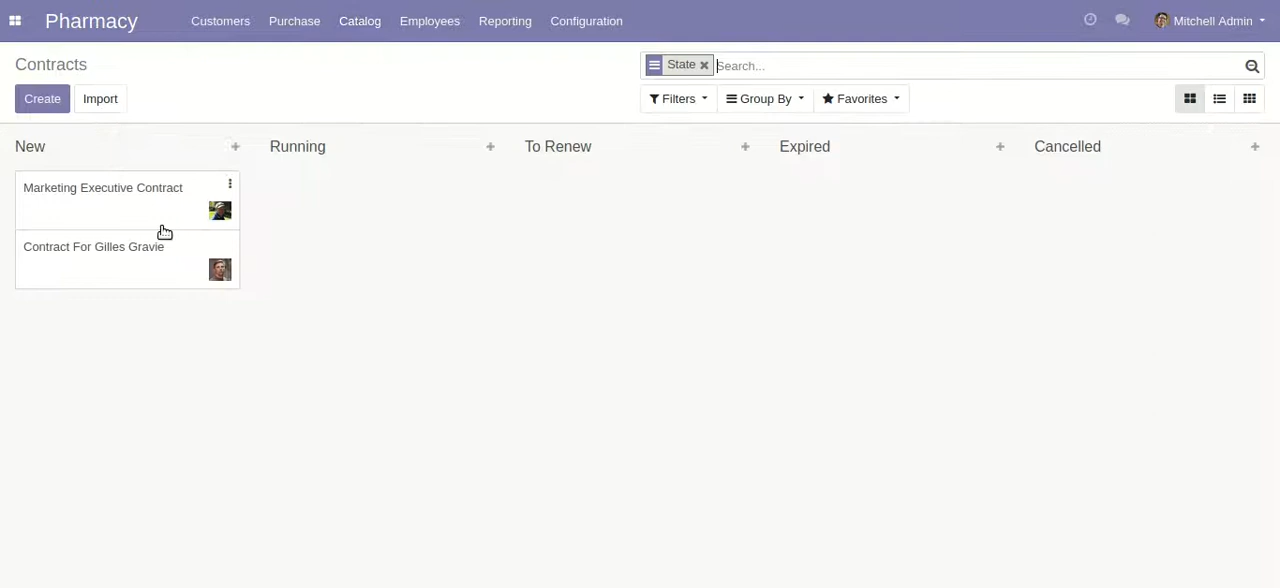 Pharmacy Customers Purchase Catalog Employees Reporting Configuration Mitchell Admin
Contracts
State Search...
Create Import Filters Group By Favorites
New Running To Renew Expired Cancelled
Marketing Executive Contract
Contract For Gilles Gravie